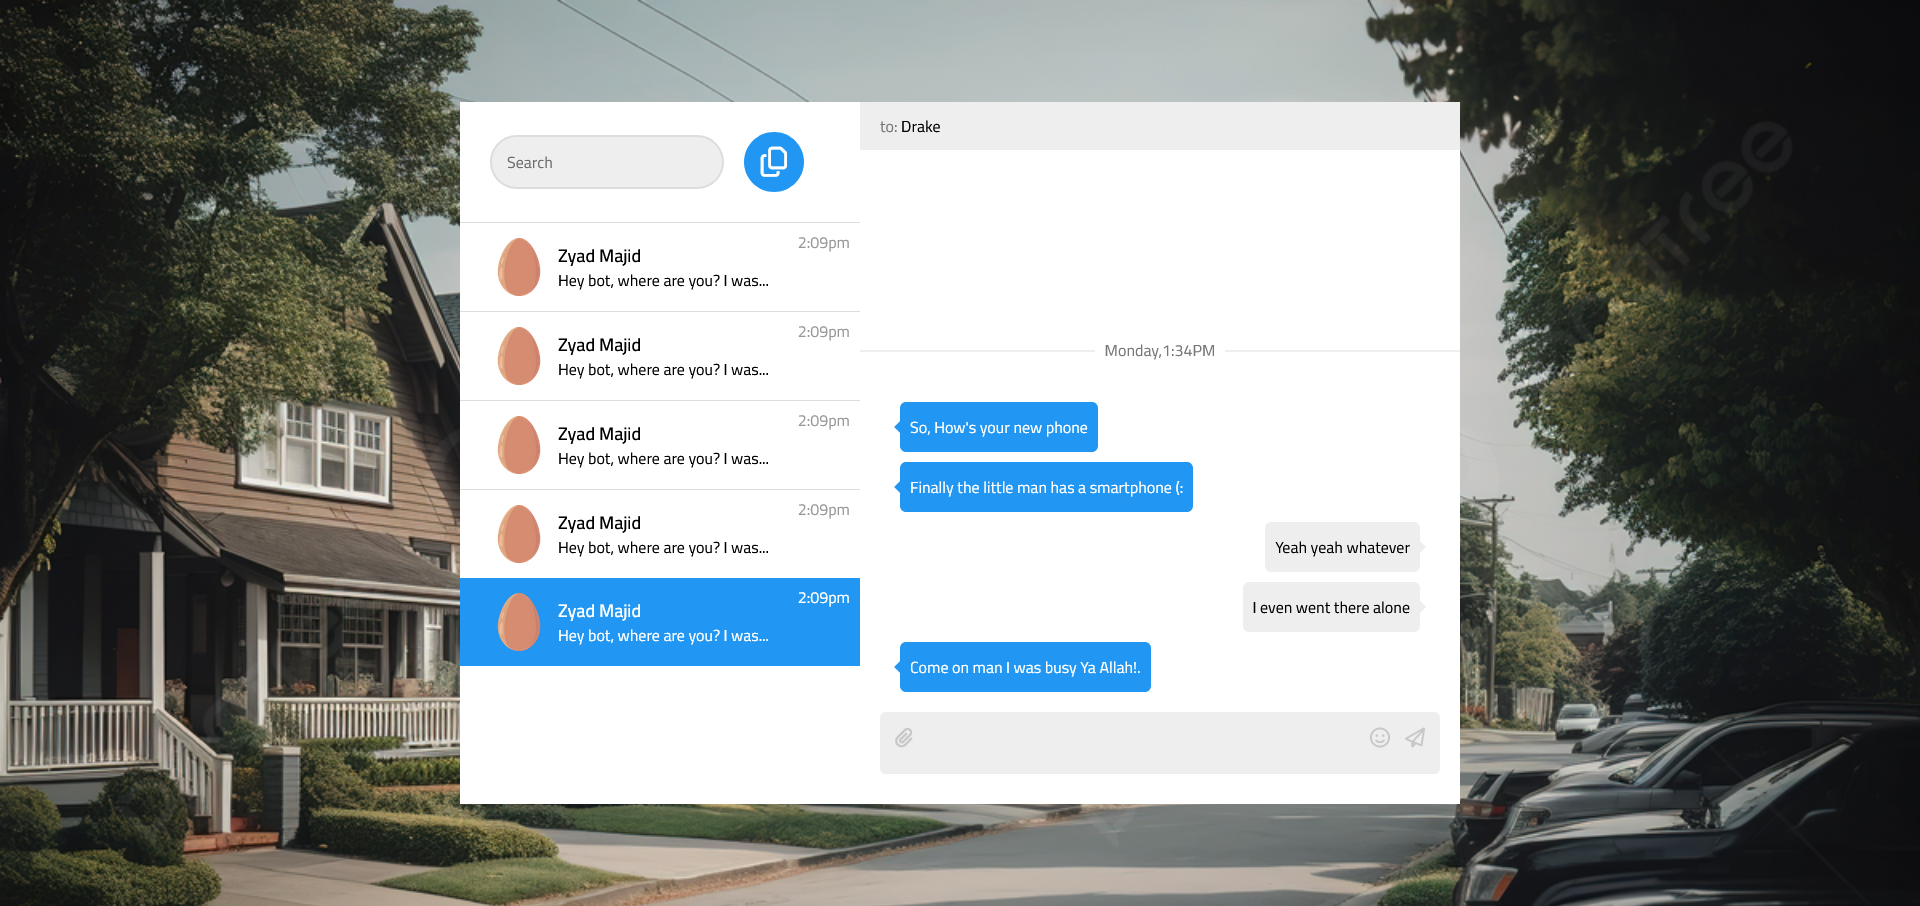 Search
Zyad Majid
2:09pm
Hey bot, where are you? I was...
Zyad Majid
2:09pm
Hey bot, where are you? I was...
Zyad Majid
2:09pm
Hey bot, where are you? I was...
Zyad Majid
2:09pm
Hey bot, where are you? I was...
Zyad Majid
2:09pm
Hey bot, where are you? I was...
to: Drake
Monday,1:34PM
So, How's your new phone
Finally the little man has a smartphone (:
Yeah yeah whatever
I even went there alone
Come on man I was busy Ya Allah!.